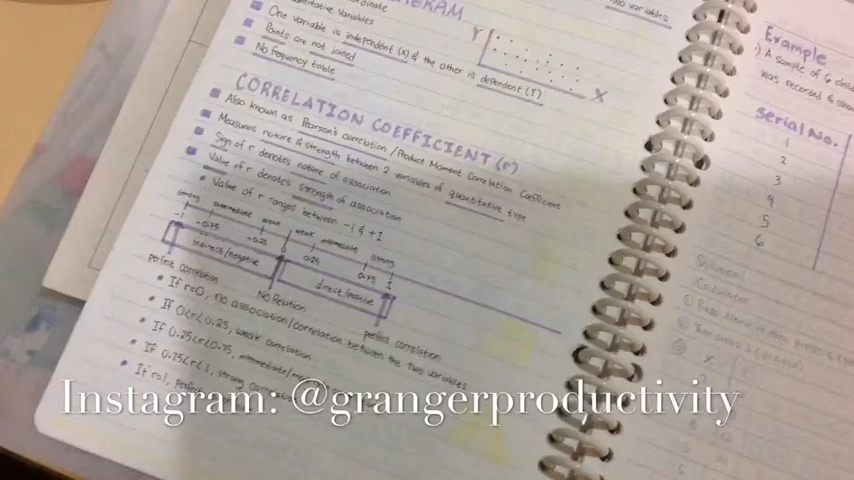 two variables
One variable is independent (X) & the other is dependent (Y)
Points are not joined
No frequency table
Y
X
CORRELATION COEFFICIENT (r)
Also known as Pearson's correlation / Product Moment Correlation Coefficient
Measures nature & strength between 2 variables of quantitative type
Sign of r denotes nature of association
Value of r denotes strength of association
Value of r ranges between -1 & +1
strong intermediate weak weak intermediate strong
-1 -0.75 -0.25 0 0.25 0.75 1
indirect/negative direct/positive
perfect correlation No Relation perfect correlation
If r=0, no association/correlation between the two variables
If 0<r<0.25, weak correlation
If 0.25<r<0.75, intermediate
If 0.75<r<1, strong correlation
If r=1, perfect
Example
A sample of 6
was recorded &
Serial No.
1
2
3
4
5
6
Solution
Calculation
X
Instagram: @grangerproductivity